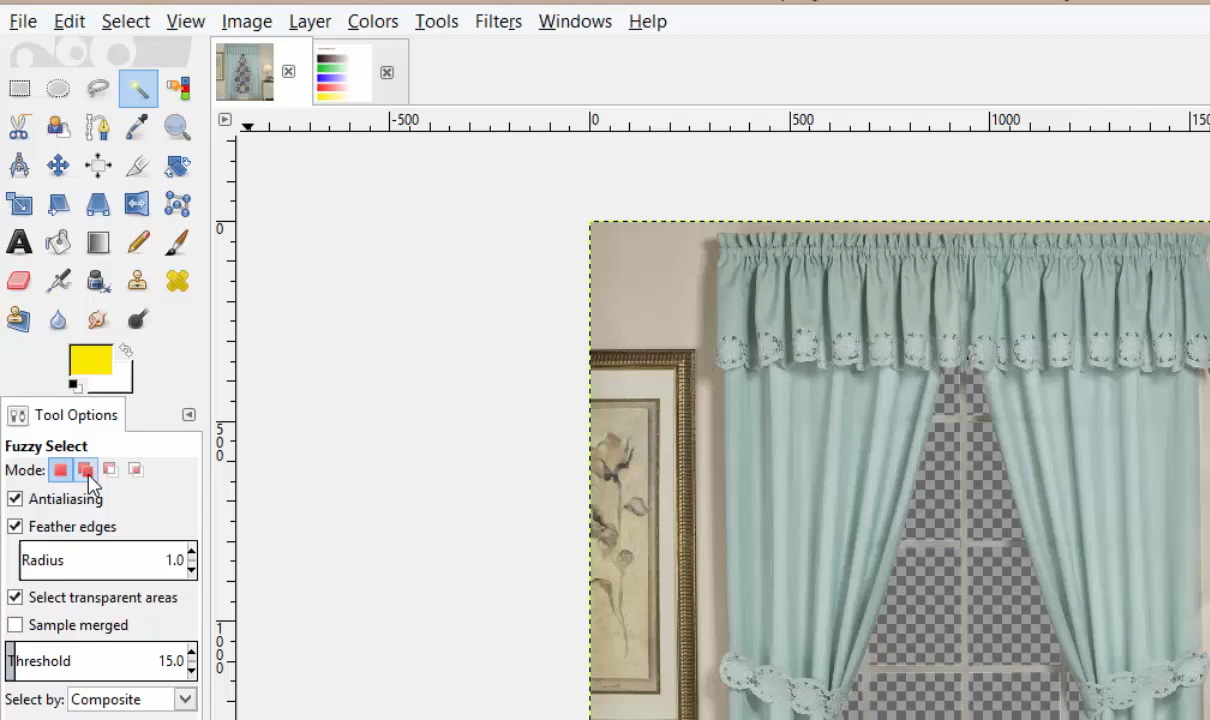 File Edit Select View Image Layer Colors Tools Filters Windows Help
-500 0 500 1000
0
Tool Options
500
Fuzzy Select
Mode:
Antialiasing
Feather edges
Radius 1.0
Select transparent areas
Sample merged
1000
Threshold 15.0
Select by: Composite